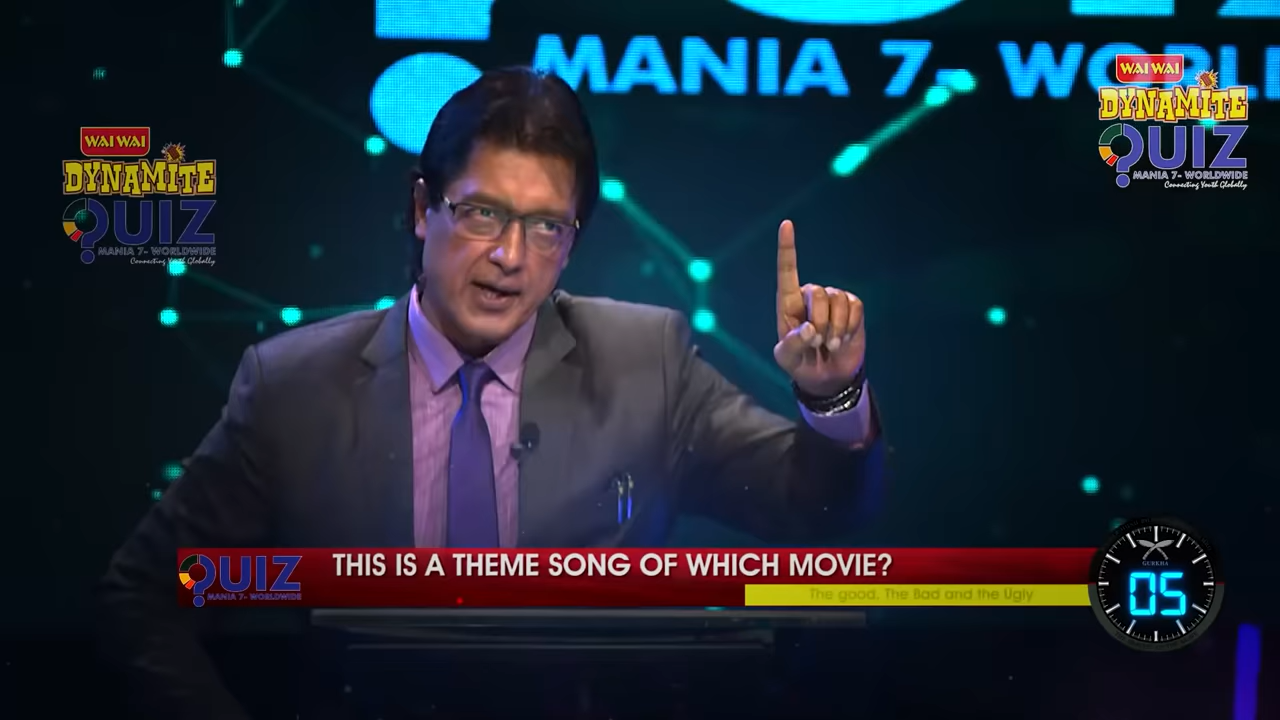 MANIA 7- WORL
WAI WAI
DYNAMITE
QUIZ
MANIA 7- WORLDWIDE
Connecting Youth Globally
WAI WAI
DYNAMITE
QUIZ
MANIA 7- WORLDWIDE
Connecting Youth Globally
QUIZ
MANIA 7- WORLDWIDE
THIS IS A THEME SONG OF WHICH MOVIE?
The good, The Bad and the Ugly
GURKHA
05